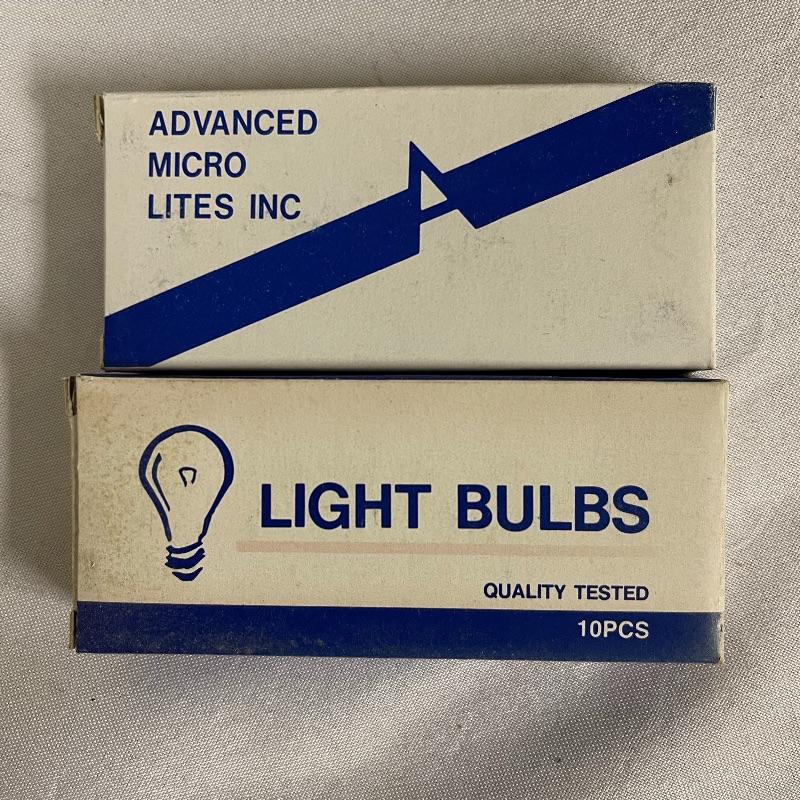 ADVANCED
MICRO
LITES INC
LIGHT BULBS
QUALITY TESTED
10PCS